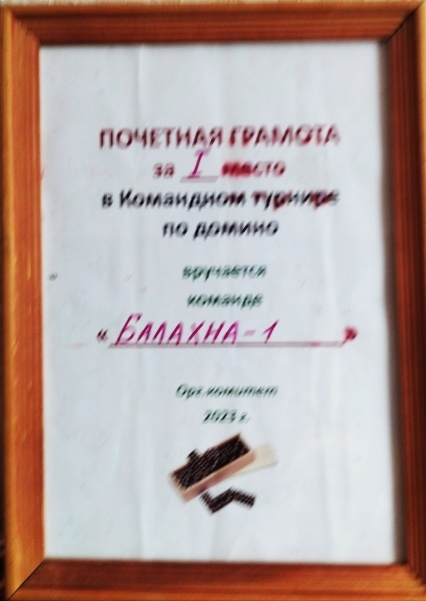 ПОЧЕТНАЯ ГРАМОТА
за I место
в Командном турнире
по домино
вручается
команде
«БАЛАХНА-1»
Орг.комитет
2023 г.